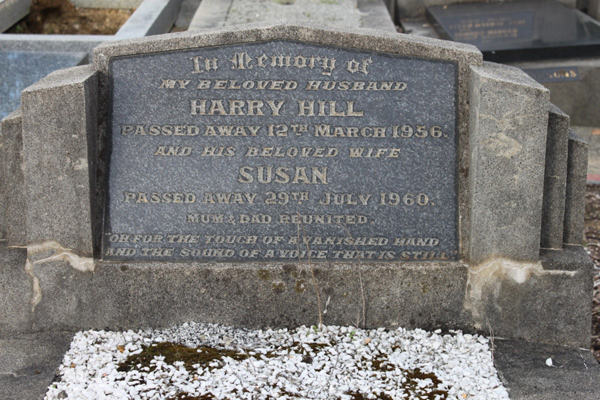 In Memory of
MY BELOVED HUSBAND
HARRY HILL
PASSED AWAY 12TH MARCH 1956.
AND HIS BELOVED WIFE
SUSAN
PASSED AWAY 29TH JULY 1960.
MUM & DAD REUNITED.
OR FOR THE TOUCH OF A VANISHED HAND
AND THE SOUND OF A VOICE THAT IS STILL